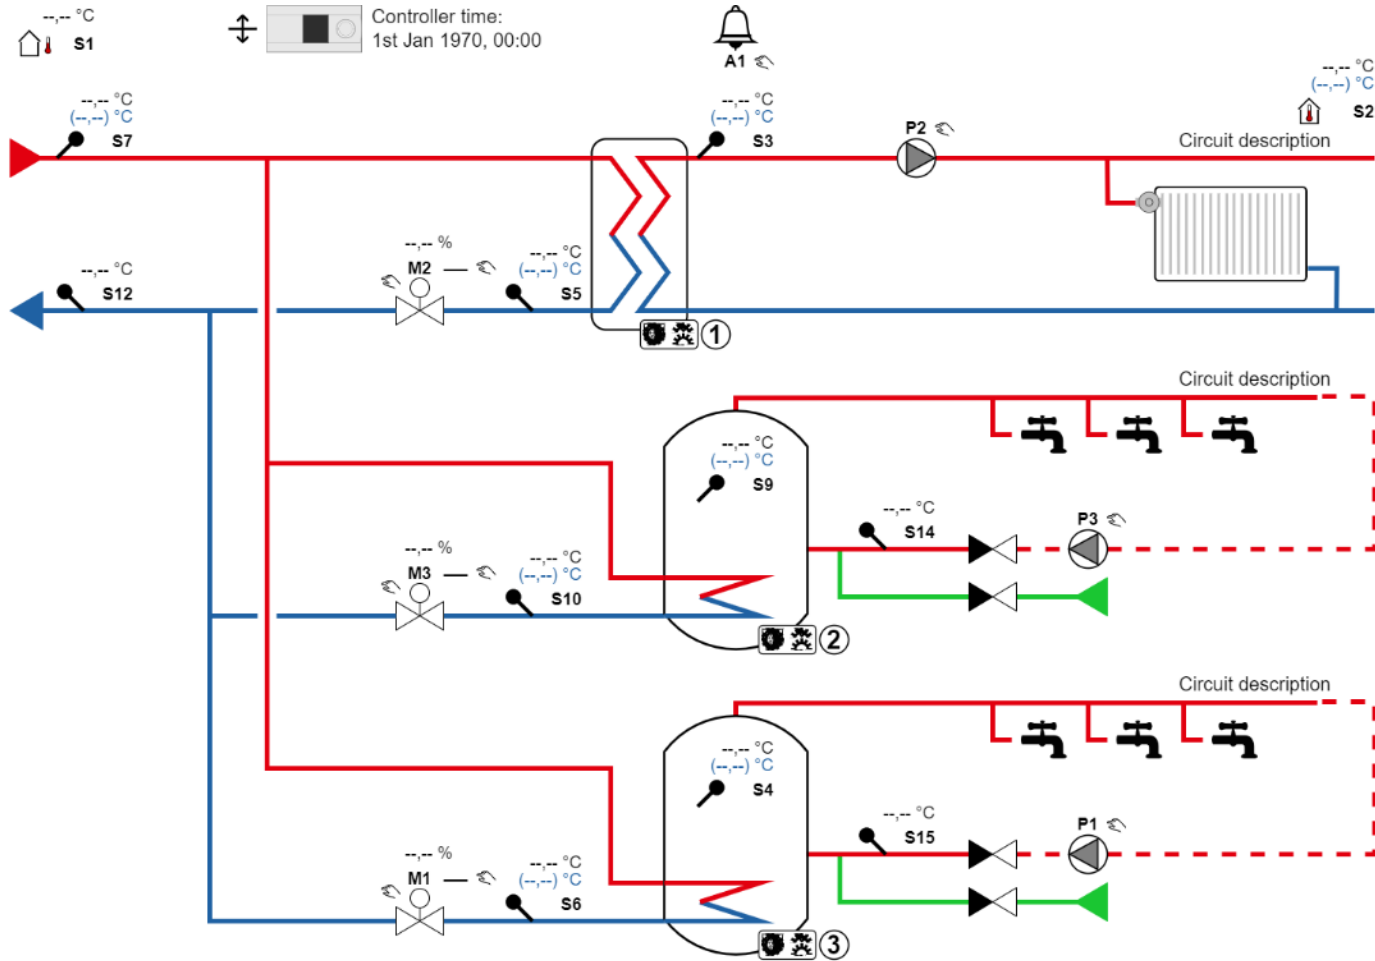 --,-- °C
S1
Controller time:
1st Jan 1970, 00:00
A1
--,-- °C
(--,--) °C
S2
--,-- °C
(--,--) °C
S7
--,-- °C
(--,--) °C
S3
P2
Circuit description
--,-- °C
S12
--,-- %
M2
--,-- °C
(--,--) °C
S5
1
Circuit description
--,-- °C
(--,--) °C
S9
--,-- °C
S14
P3
--,-- %
M3
--,-- °C
(--,--) °C
S10
2
Circuit description
--,-- °C
(--,--) °C
S4
--,-- °C
S15
P1
--,-- %
M1
--,-- °C
(--,--) °C
S6
3